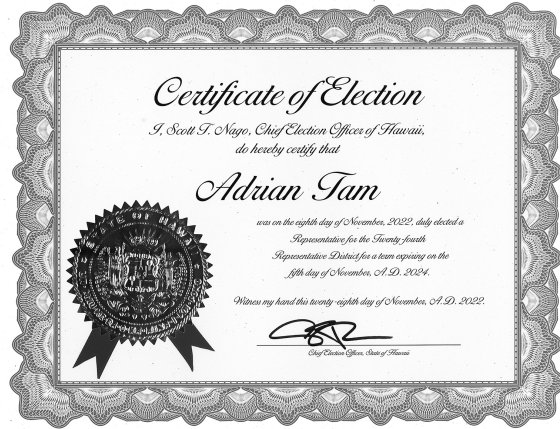 Certificate of Election
I, Scott T. Nago, Chief Election Officer of Hawaii,
do hereby certify that
Adrian Tam
was on the eighth day of November, 2022, duly elected a
Representative for the Twenty-fourth
Representative District for a term expiring on the
fifth day of November, A.D. 2024.
Witness my hand this twenty-eighth day of November, A.D. 2022.
Chief Election Officer, State of Hawaii